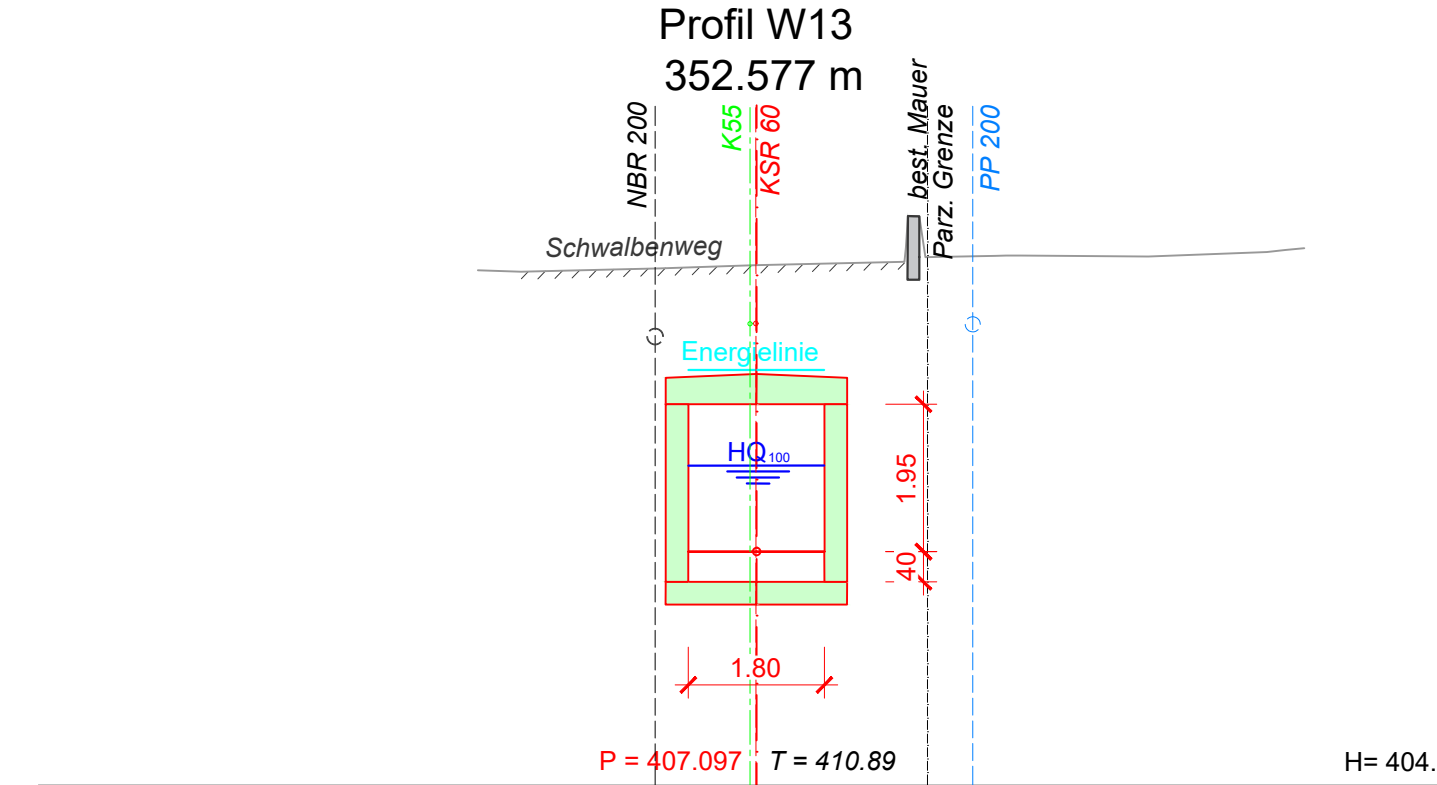 Profil W13
352.577 m
NBR 200
K55
KSR 60
best. Mauer
Parz. Grenze
PP 200
Schwalbenweg
Energielinie
HQ100
1.95
40
1.80
P = 407.097
T = 410.89
H= 404.